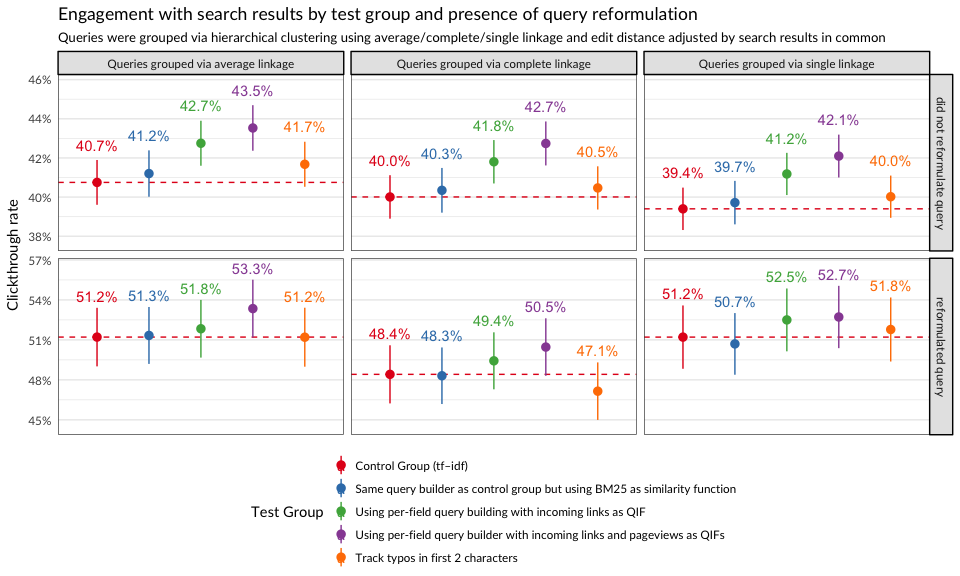 Engagement with search results by test group and presence of query reformulation
Queries were grouped via hierarchical clustering using average/complete/single linkage and edit distance adjusted by search results in common
Queries grouped via average linkage
Queries grouped via complete linkage
Queries grouped via single linkage
Clickthrough rate
46%
44%
42%
40%
38%
40.7%
41.2%
42.7%
43.5%
41.7%
40.0%
40.3%
41.8%
42.7%
40.5%
39.4%
39.7%
41.2%
42.1%
40.0%
did not reformulate query
57%
54%
51%
48%
45%
51.2%
51.3%
51.8%
53.3%
51.2%
48.4%
48.3%
49.4%
50.5%
47.1%
51.2%
50.7%
52.5%
52.7%
51.8%
reformulated query
Test Group
Control Group (tf–idf)
Same query builder as control group but using BM25 as similarity function
Using per-field query building with incoming links as QIF
Using per-field query builder with incoming links and pageviews as QIFs
Track typos in first 2 characters